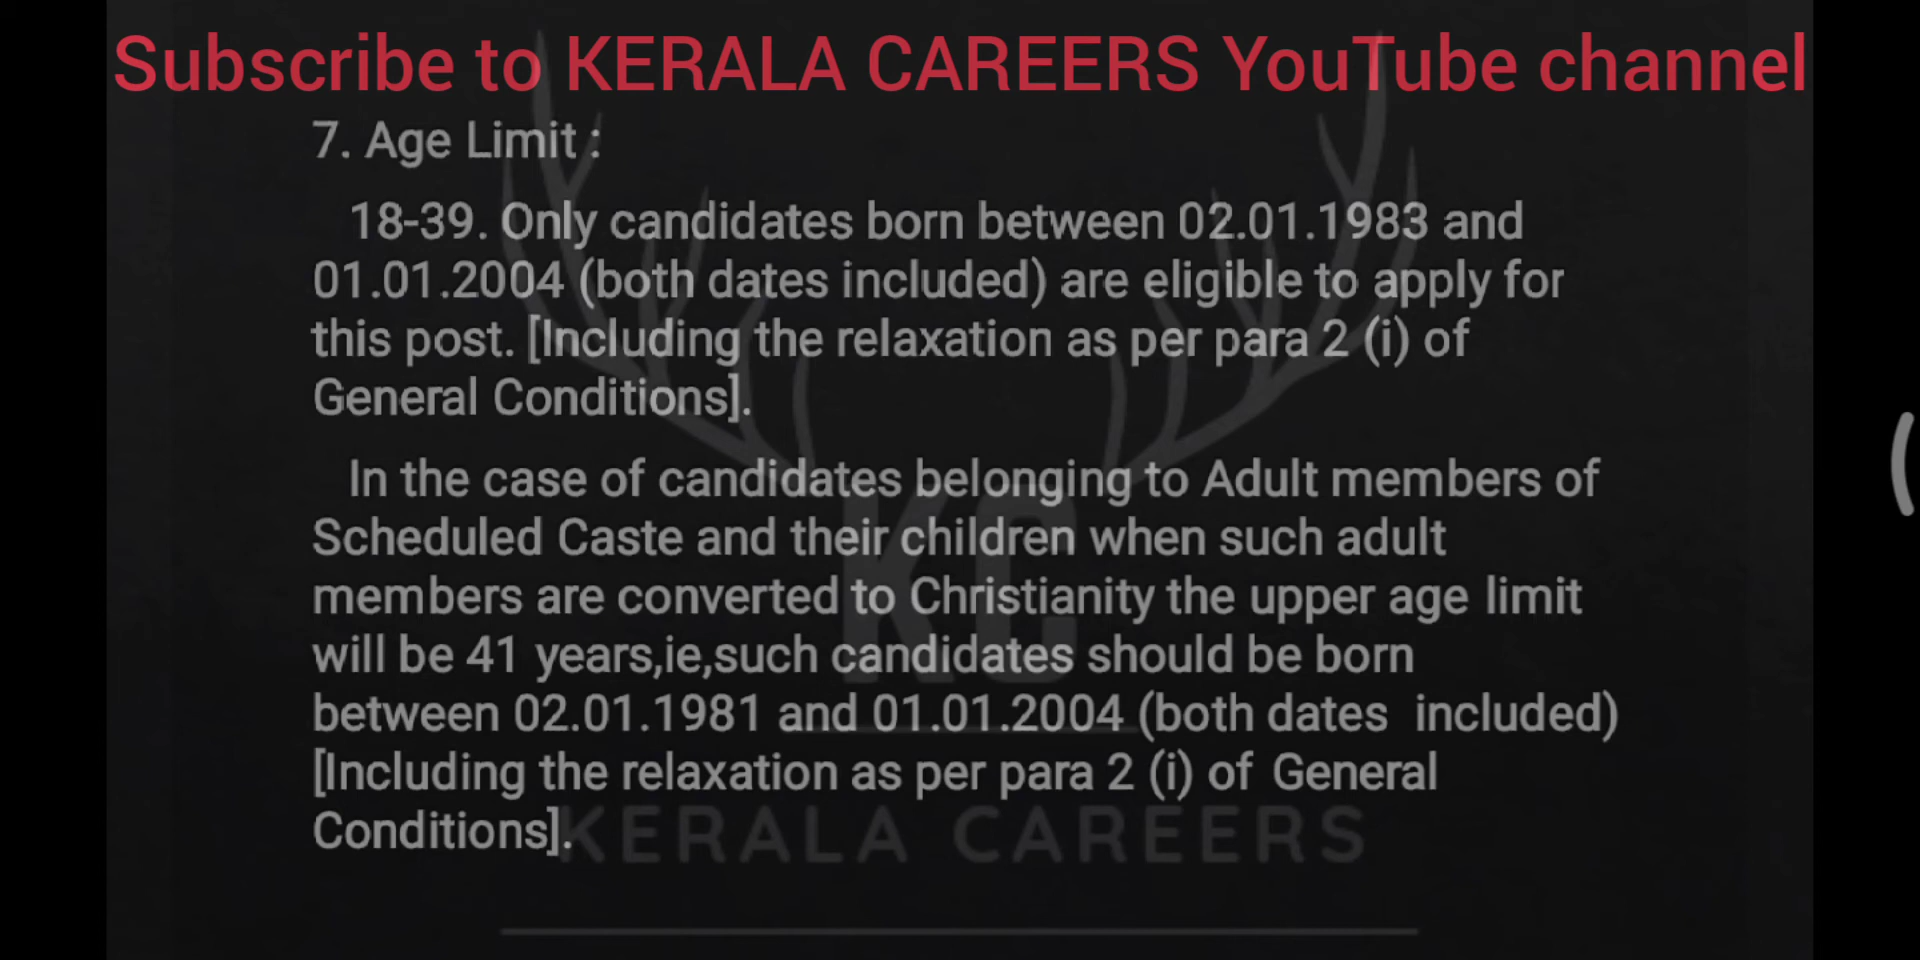 Subscribe to KERALA CAREERS YouTube channel
7. Age Limit :
18-39. Only candidates born between 02.01.1983 and
01.01.2004 (both dates included) are eligible to apply for
this post. [Including the relaxation as per para 2 (i) of
General Conditions].
In the case of candidates belonging to Adult members of
Scheduled Caste and their children when such adult
members are converted to Christianity the upper age limit
will be 41 years,ie,such candidates should be born
between 02.01.1981 and 01.01.2004 (both dates  included)
[Including the relaxation as per para 2 (i) of General
Conditions].
KC
KERALA CAREERS